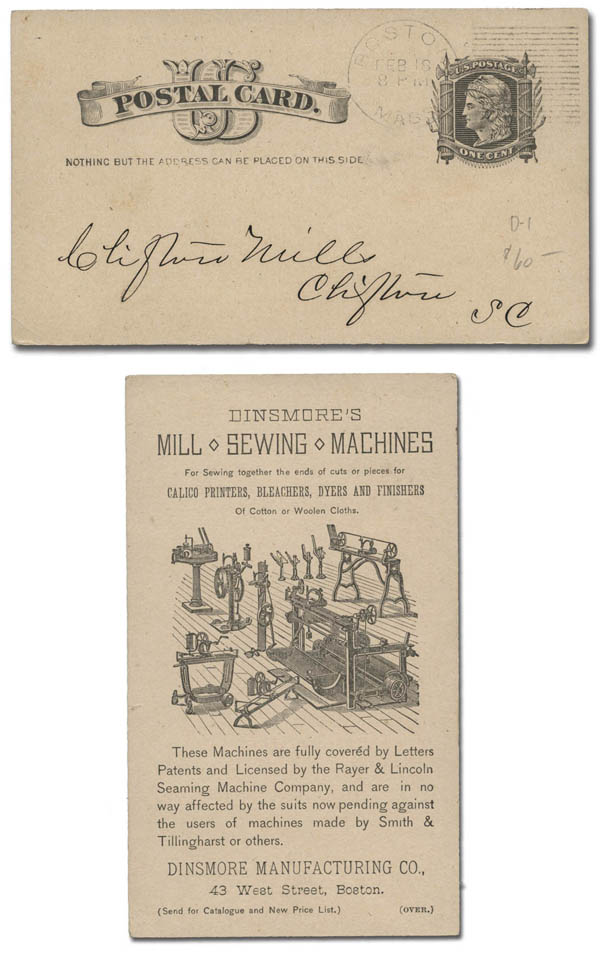 US
POSTAL CARD.
NOTHING BUT THE ADDRESS CAN BE PLACED ON THIS SIDE
BOSTO
FEB 16
8 PM
MAS
U.S. POSTAGE
ONE CENT
D-1
$60-
Clifton Mills
Clifton
SC
DINSMORE'S
MILL ◇ SEWING ◇ MACHINES
For Sewing together the ends of cuts or pieces for
CALICO PRINTERS, BLEACHERS, DYERS AND FINISHERS
Of Cotton or Woolen Cloths.
These Machines are fully covered by Letters
Patents and Licensed by the Rayer & Lincoln
Seaming Machine Company, and are in no
way affected by the suits now pending against
the users of machines made by Smith &
Tillingharst or others.
DINSMORE MANUFACTURING CO.,
43 West Street, Boston.
(Send for Catalogue and New Price List.) (OVER.)